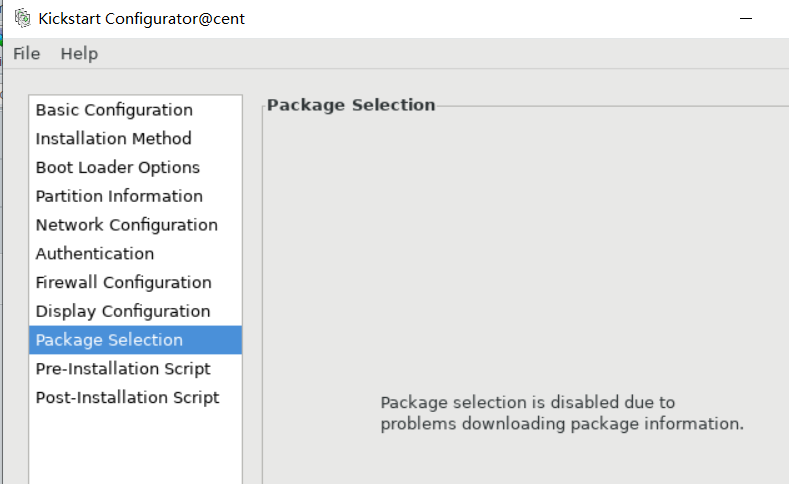 Kickstart Configurator@cent
File Help
Package Selection
Basic Configuration
Installation Method
Boot Loader Options
Partition Information
Network Configuration
Authentication
Firewall Configuration
Display Configuration
Package Selection
Pre-Installation Script
Post-Installation Script
Package selection is disabled due to
problems downloading package information.